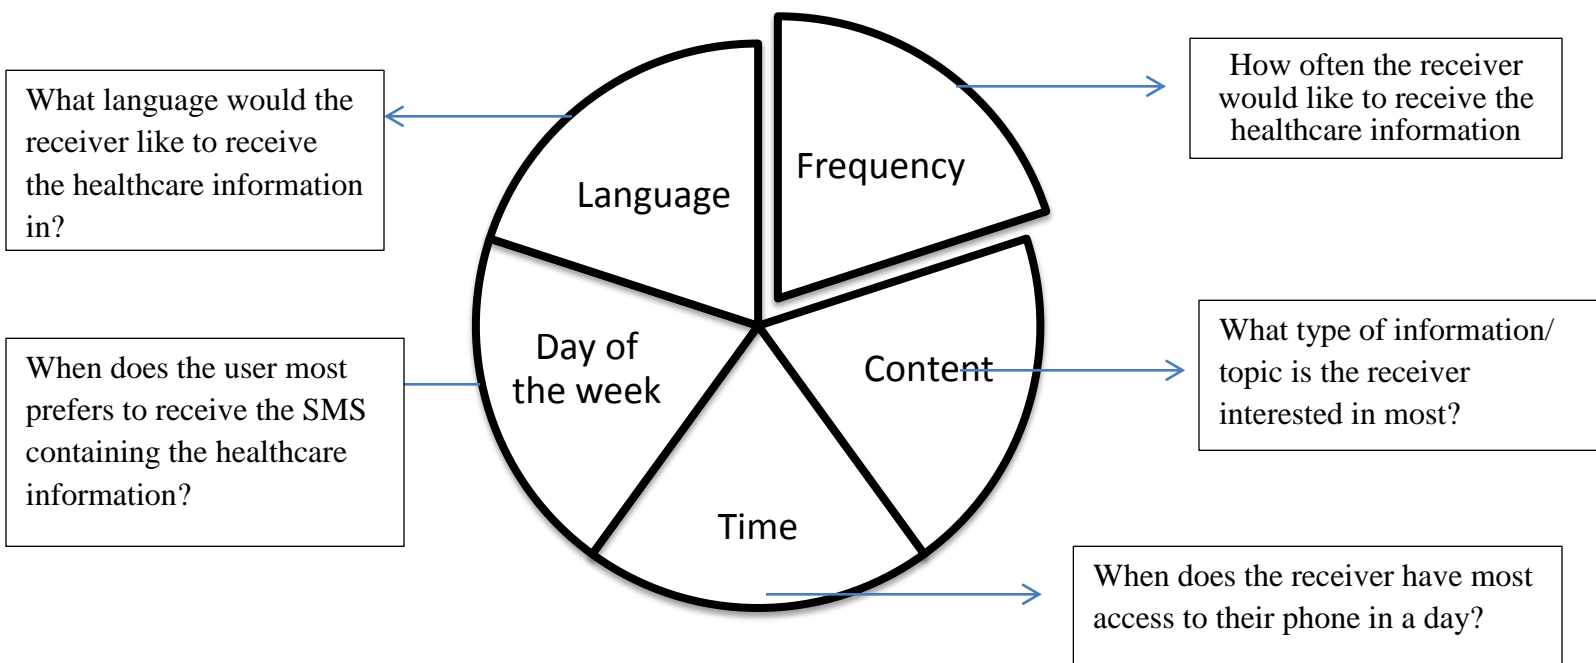 What language would the
receiver like to receive
the healthcare information
in?
Language
Frequency
How often the receiver
would like to receive the
healthcare information
When does the user most
prefers to receive the SMS
containing the healthcare
information?
Day of
the week
Content
What type of information/
topic is the receiver
interested in most?
Time
When does the receiver have most
access to their phone in a day?